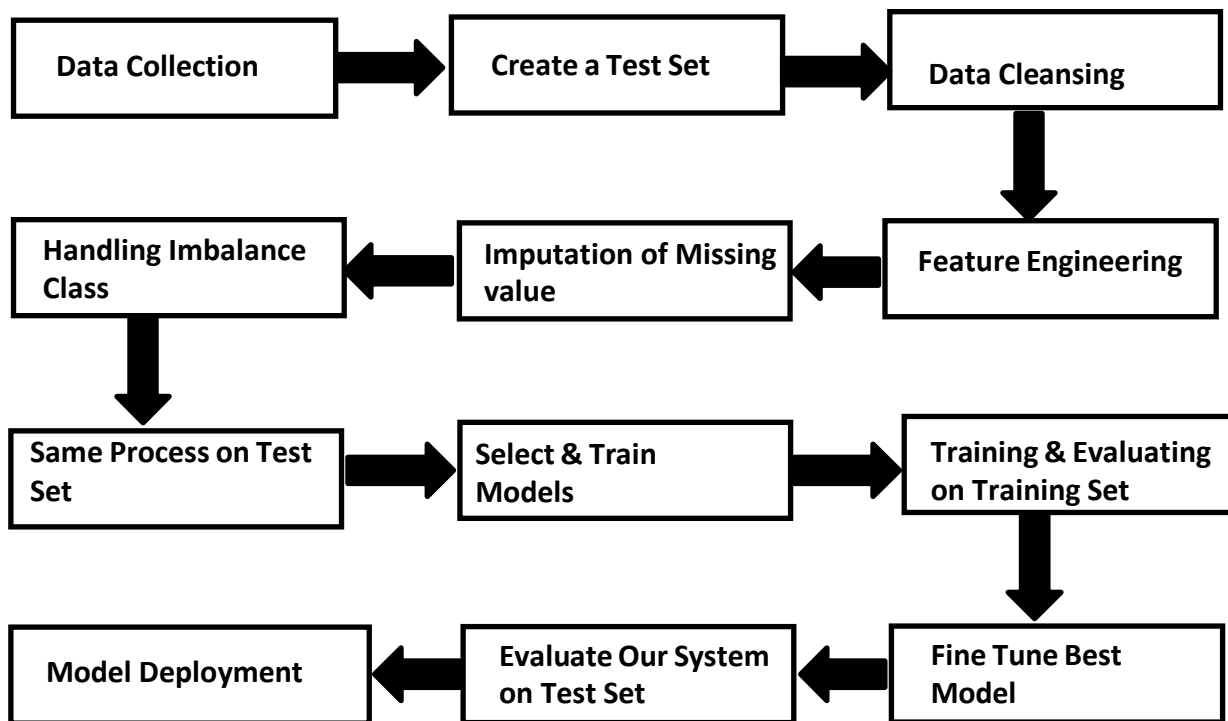 Data Collection
Create a Test Set
Data Cleansing
Feature Engineering
Imputation of Missing
value
Handling Imbalance
Class
Same Process on Test
Set
Select & Train
Models
Training & Evaluating
on Training Set
Fine Tune Best
Model
Evaluate Our System
on Test Set
Model Deployment